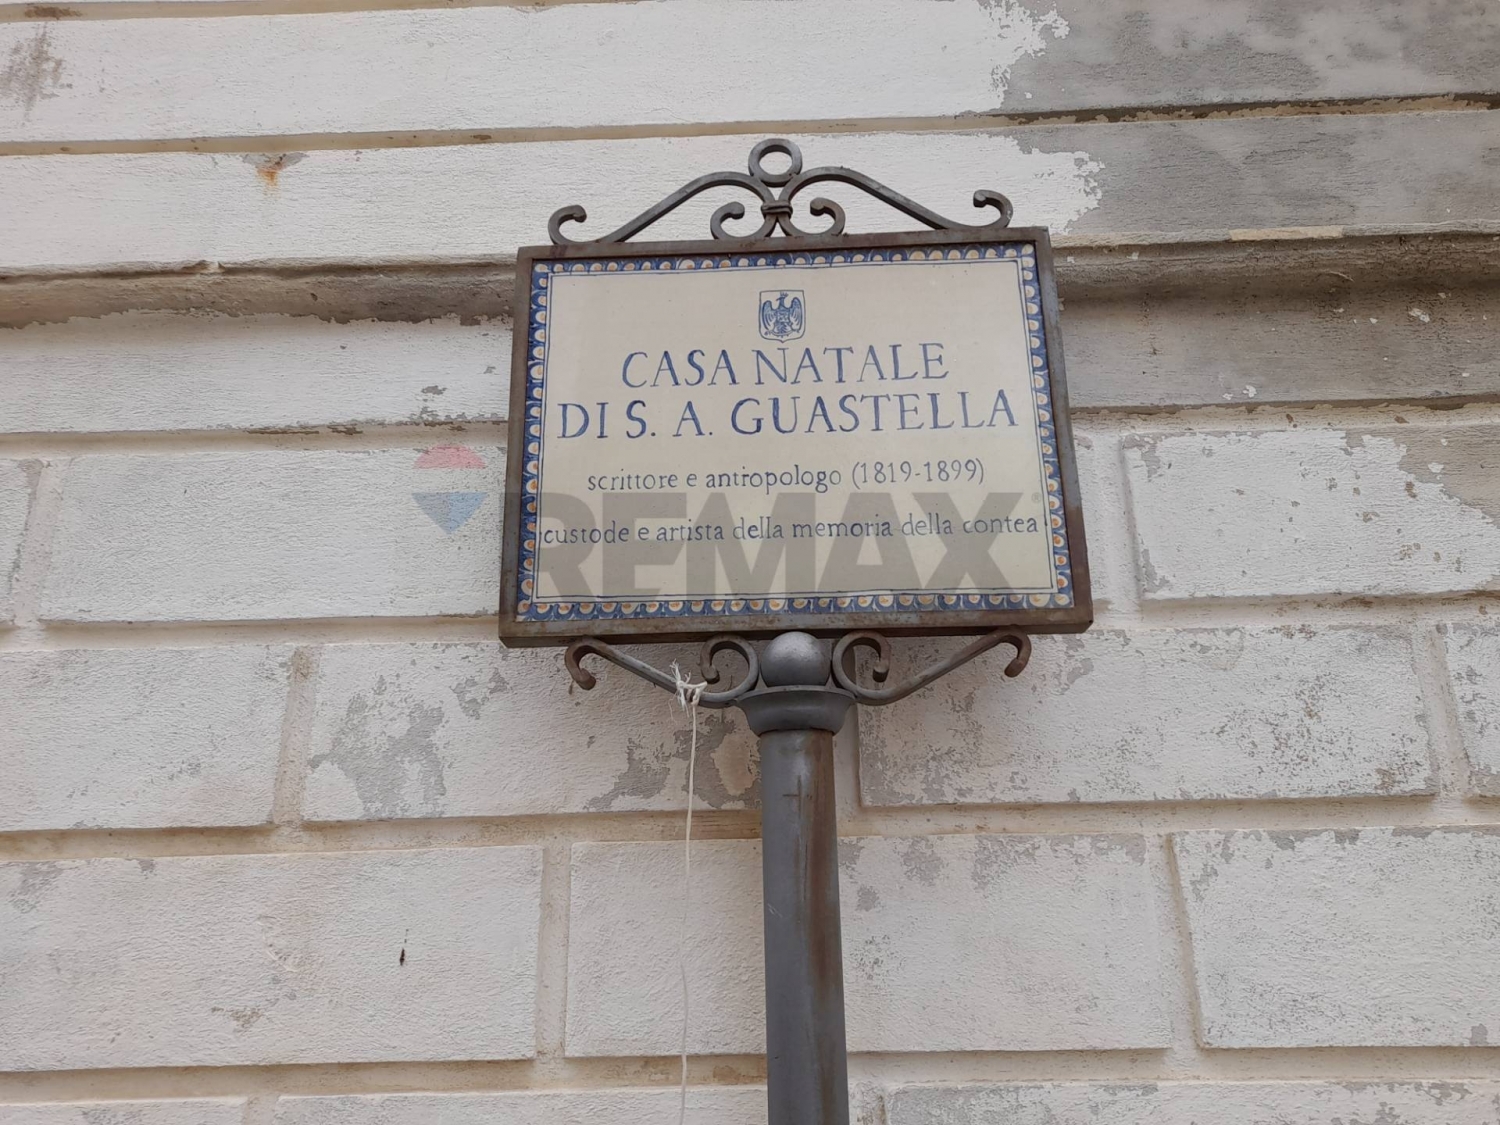 CASA NATALE
DI S. A. GUASTELLA
scrittore e antropologo (1819-1899)
custode e artista della memoria della contea
REMAX